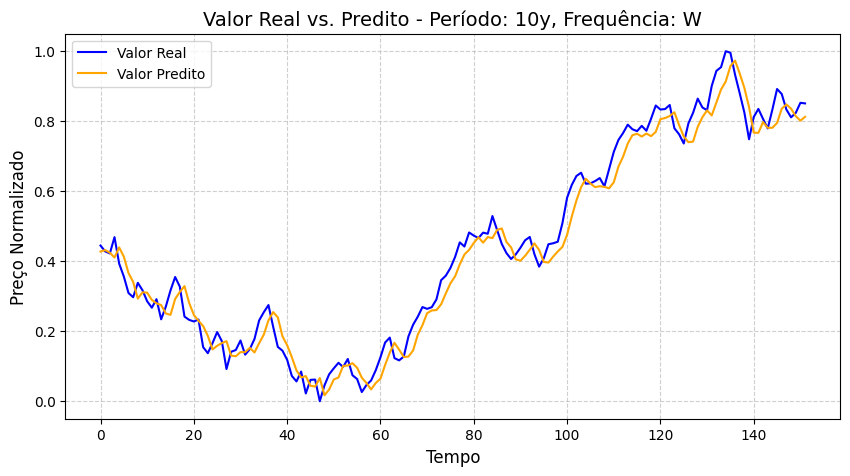 Valor Real vs. Predito - Período: 10y, Frequência: W
Valor Real
Valor Predito
Preço Normalizado
1.0
0.8
0.6
0.4
0.2
0.0
0 20 40 60 80 100 120 140
Tempo